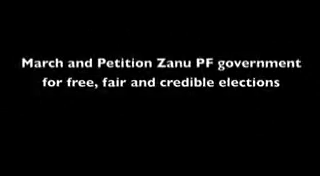 March and Petition Zanu PF government
for free, fair and credible elections